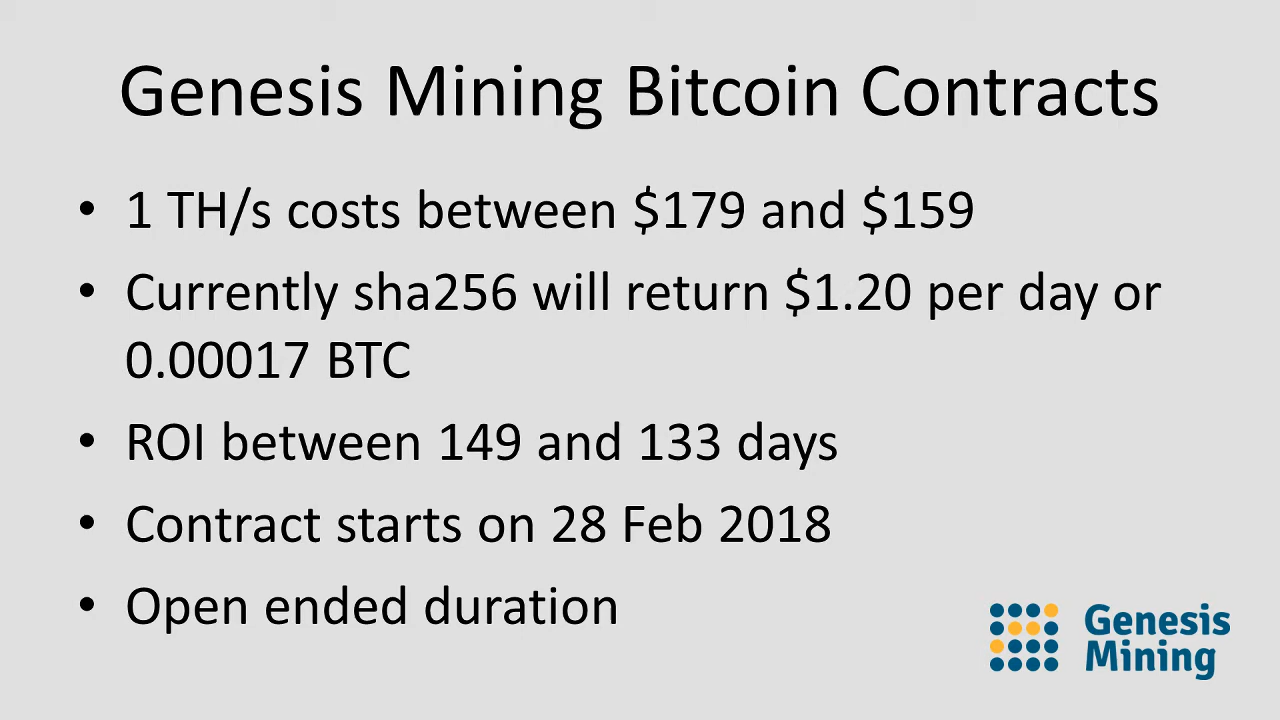 Genesis Mining Bitcoin Contracts
• 1 TH/s costs between $179 and $159
• Currently sha256 will return $1.20 per day or
0.00017 BTC
• ROI between 149 and 133 days
• Contract starts on 28 Feb 2018
• Open ended duration
Genesis
Mining